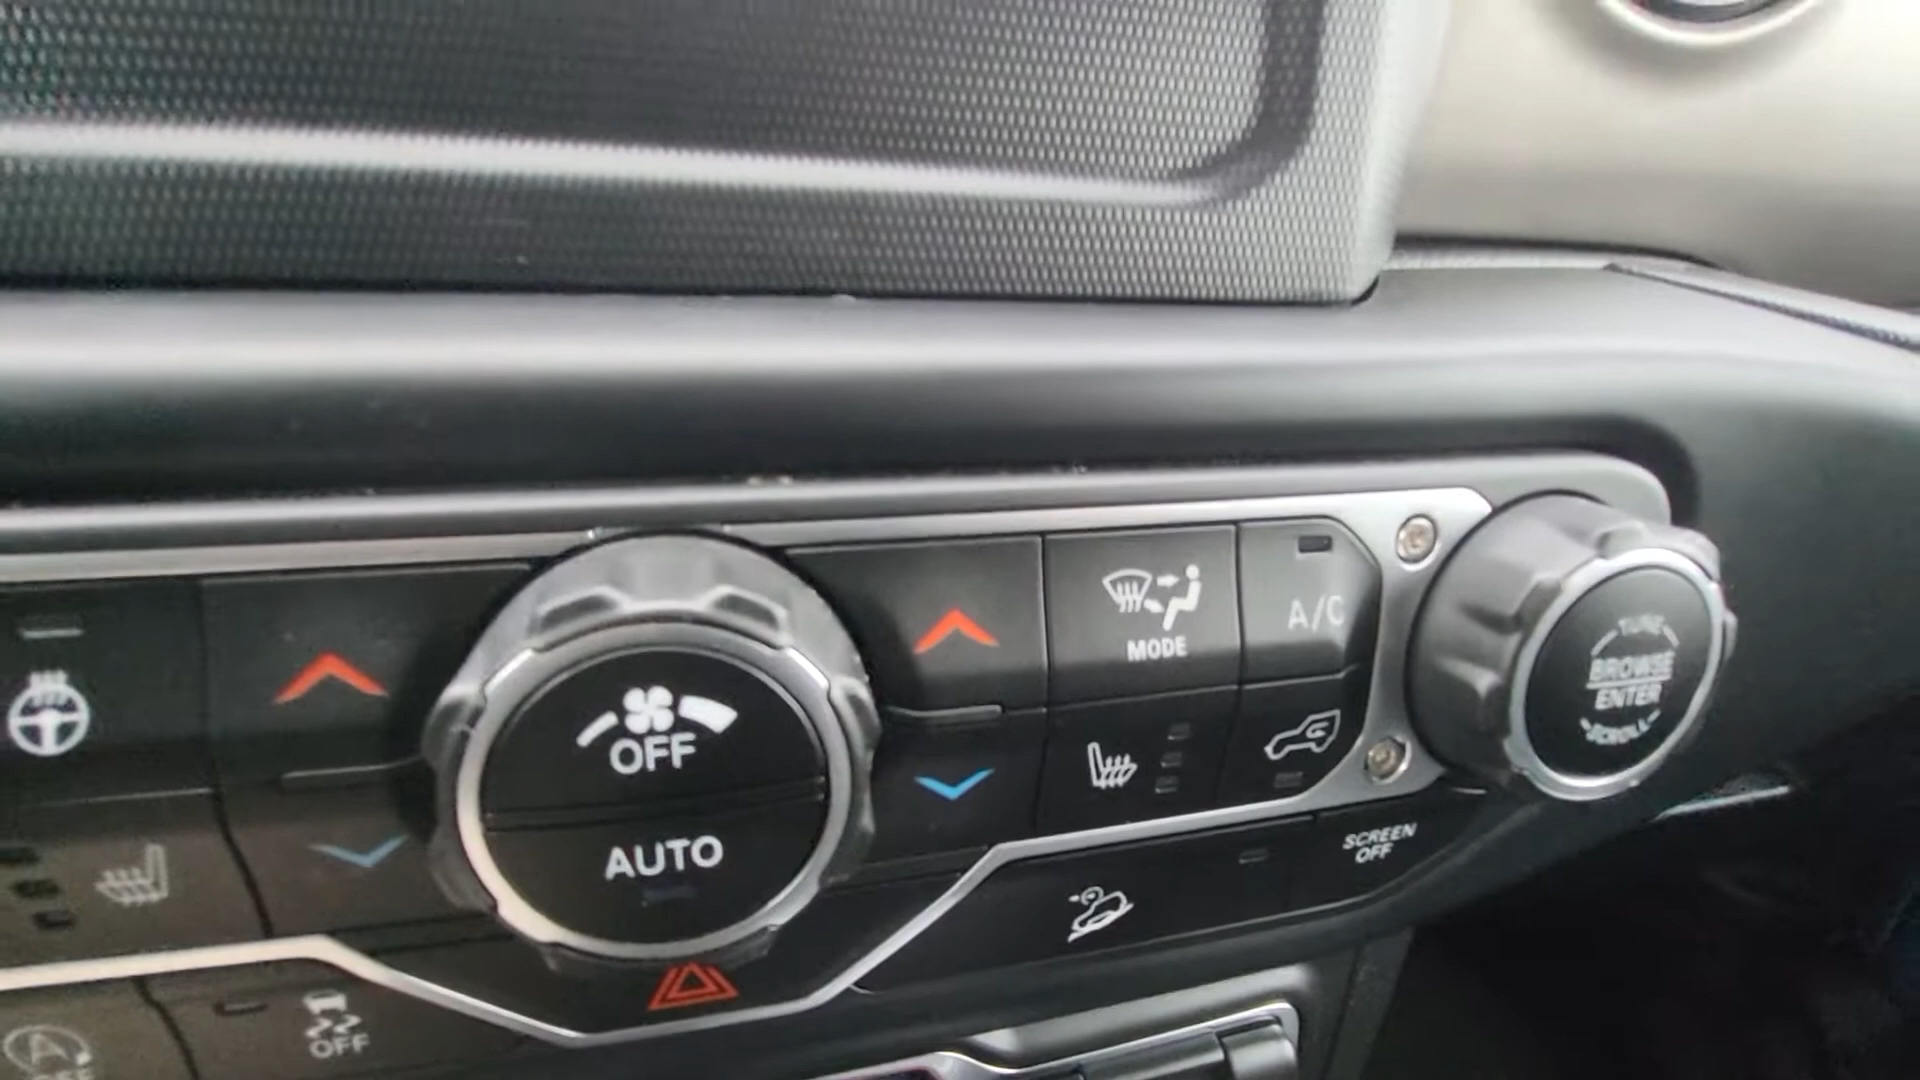 OFF
AUTO
MODE
A/C
TUNE
BROWSE
ENTER
SCROLL
SCREEN
OFF
OFF
A